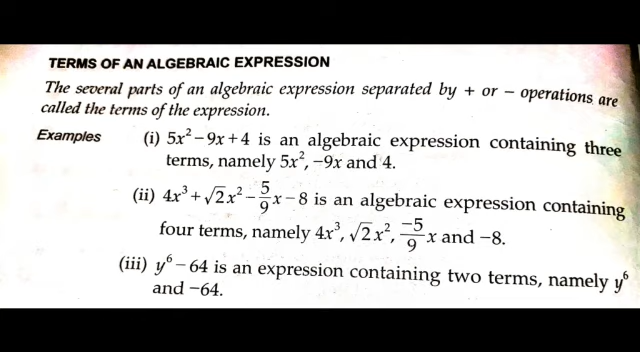 TERMS OF AN ALGEBRAIC EXPRESSION
The several parts of an algebraic expression separated by + or − operations are
called the terms of the expression.
Examples (i) 5x² − 9x + 4 is an algebraic expression containing three
terms, namely 5x², −9x and 4.
(ii) 4x³ + √2x² − 5/9 x − 8 is an algebraic expression containing
four terms, namely 4x³, √2x², −5/9 x and −8.
(iii) y⁶ − 64 is an expression containing two terms, namely y⁶
and −64.